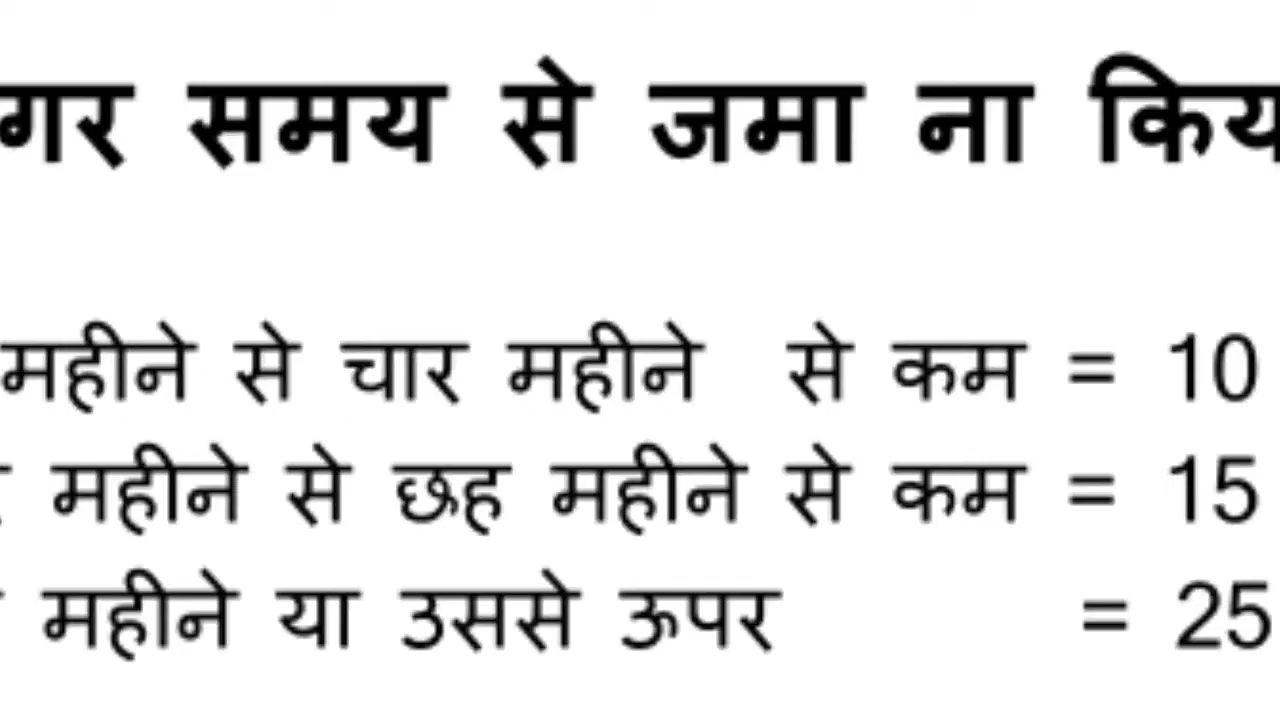 गर समय से जमा ना किय
महीने से चार महीने से कम = 10
महीने से छह महीने से कम = 15
महीने या उससे ऊपर = 25